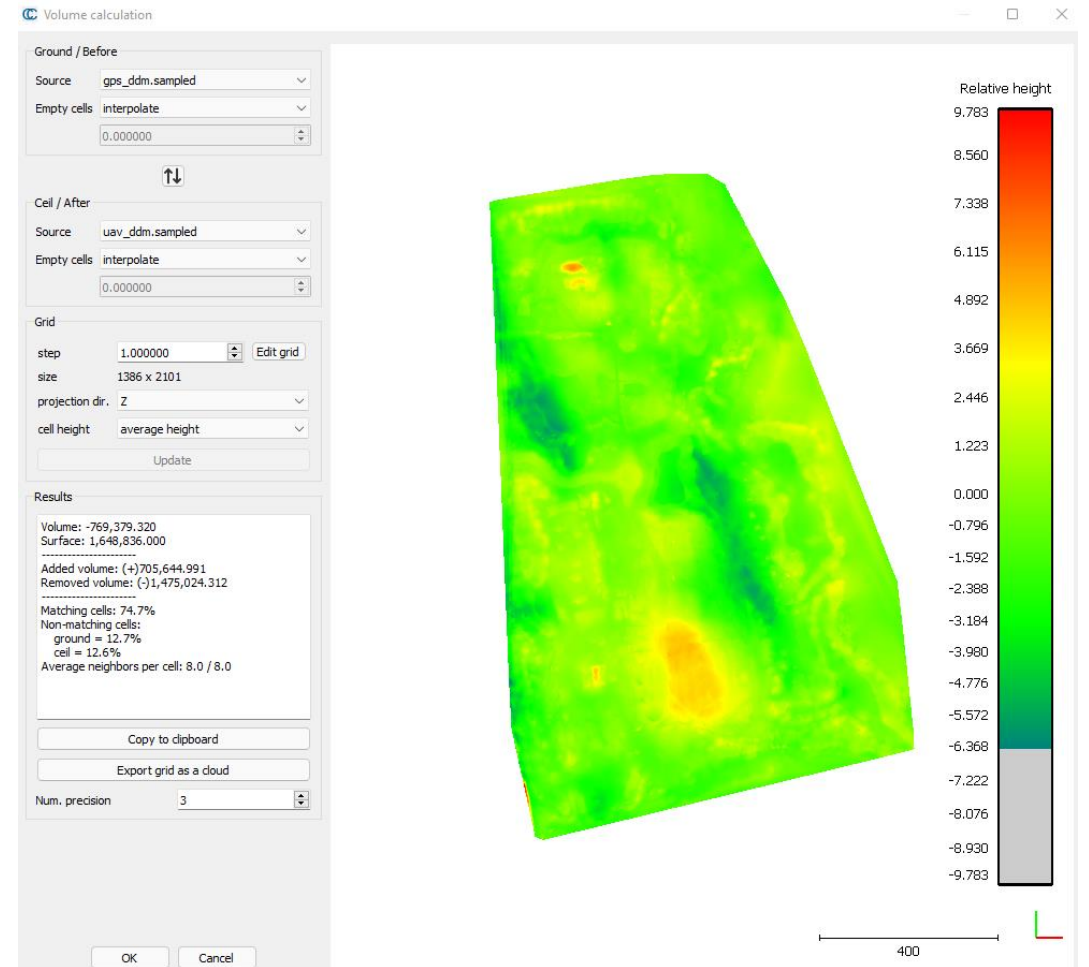 Volume calculation
Ground / Before
Source gps_ddm.sampled
Empty cells interpolate
0.000000
Ceil / After
Source uav_ddm.sampled
Empty cells interpolate
0.000000
Grid
step 1.000000 Edit grid
size 1386 x 2101
projection dir. Z
cell height average height
Update
Results
Volume: -769,379.320
Surface: 1,648,836.000
----------------------
Added volume: (+)705,644.991
Removed volume: (-)1,475,024.312
----------------------
Matching cells: 74.7%
Non-matching cells:
ground = 12.7%
ceil = 12.6%
Average neighbors per cell: 8.0 / 8.0
Copy to clipboard
Export grid as a cloud
Num. precision 3
OK Cancel
Relative height
9.783
8.560
7.338
6.115
4.892
3.669
2.446
1.223
0.000
-0.796
-1.592
-2.388
-3.184
-3.980
-4.776
-5.572
-6.368
-7.222
-8.076
-8.930
-9.783
400